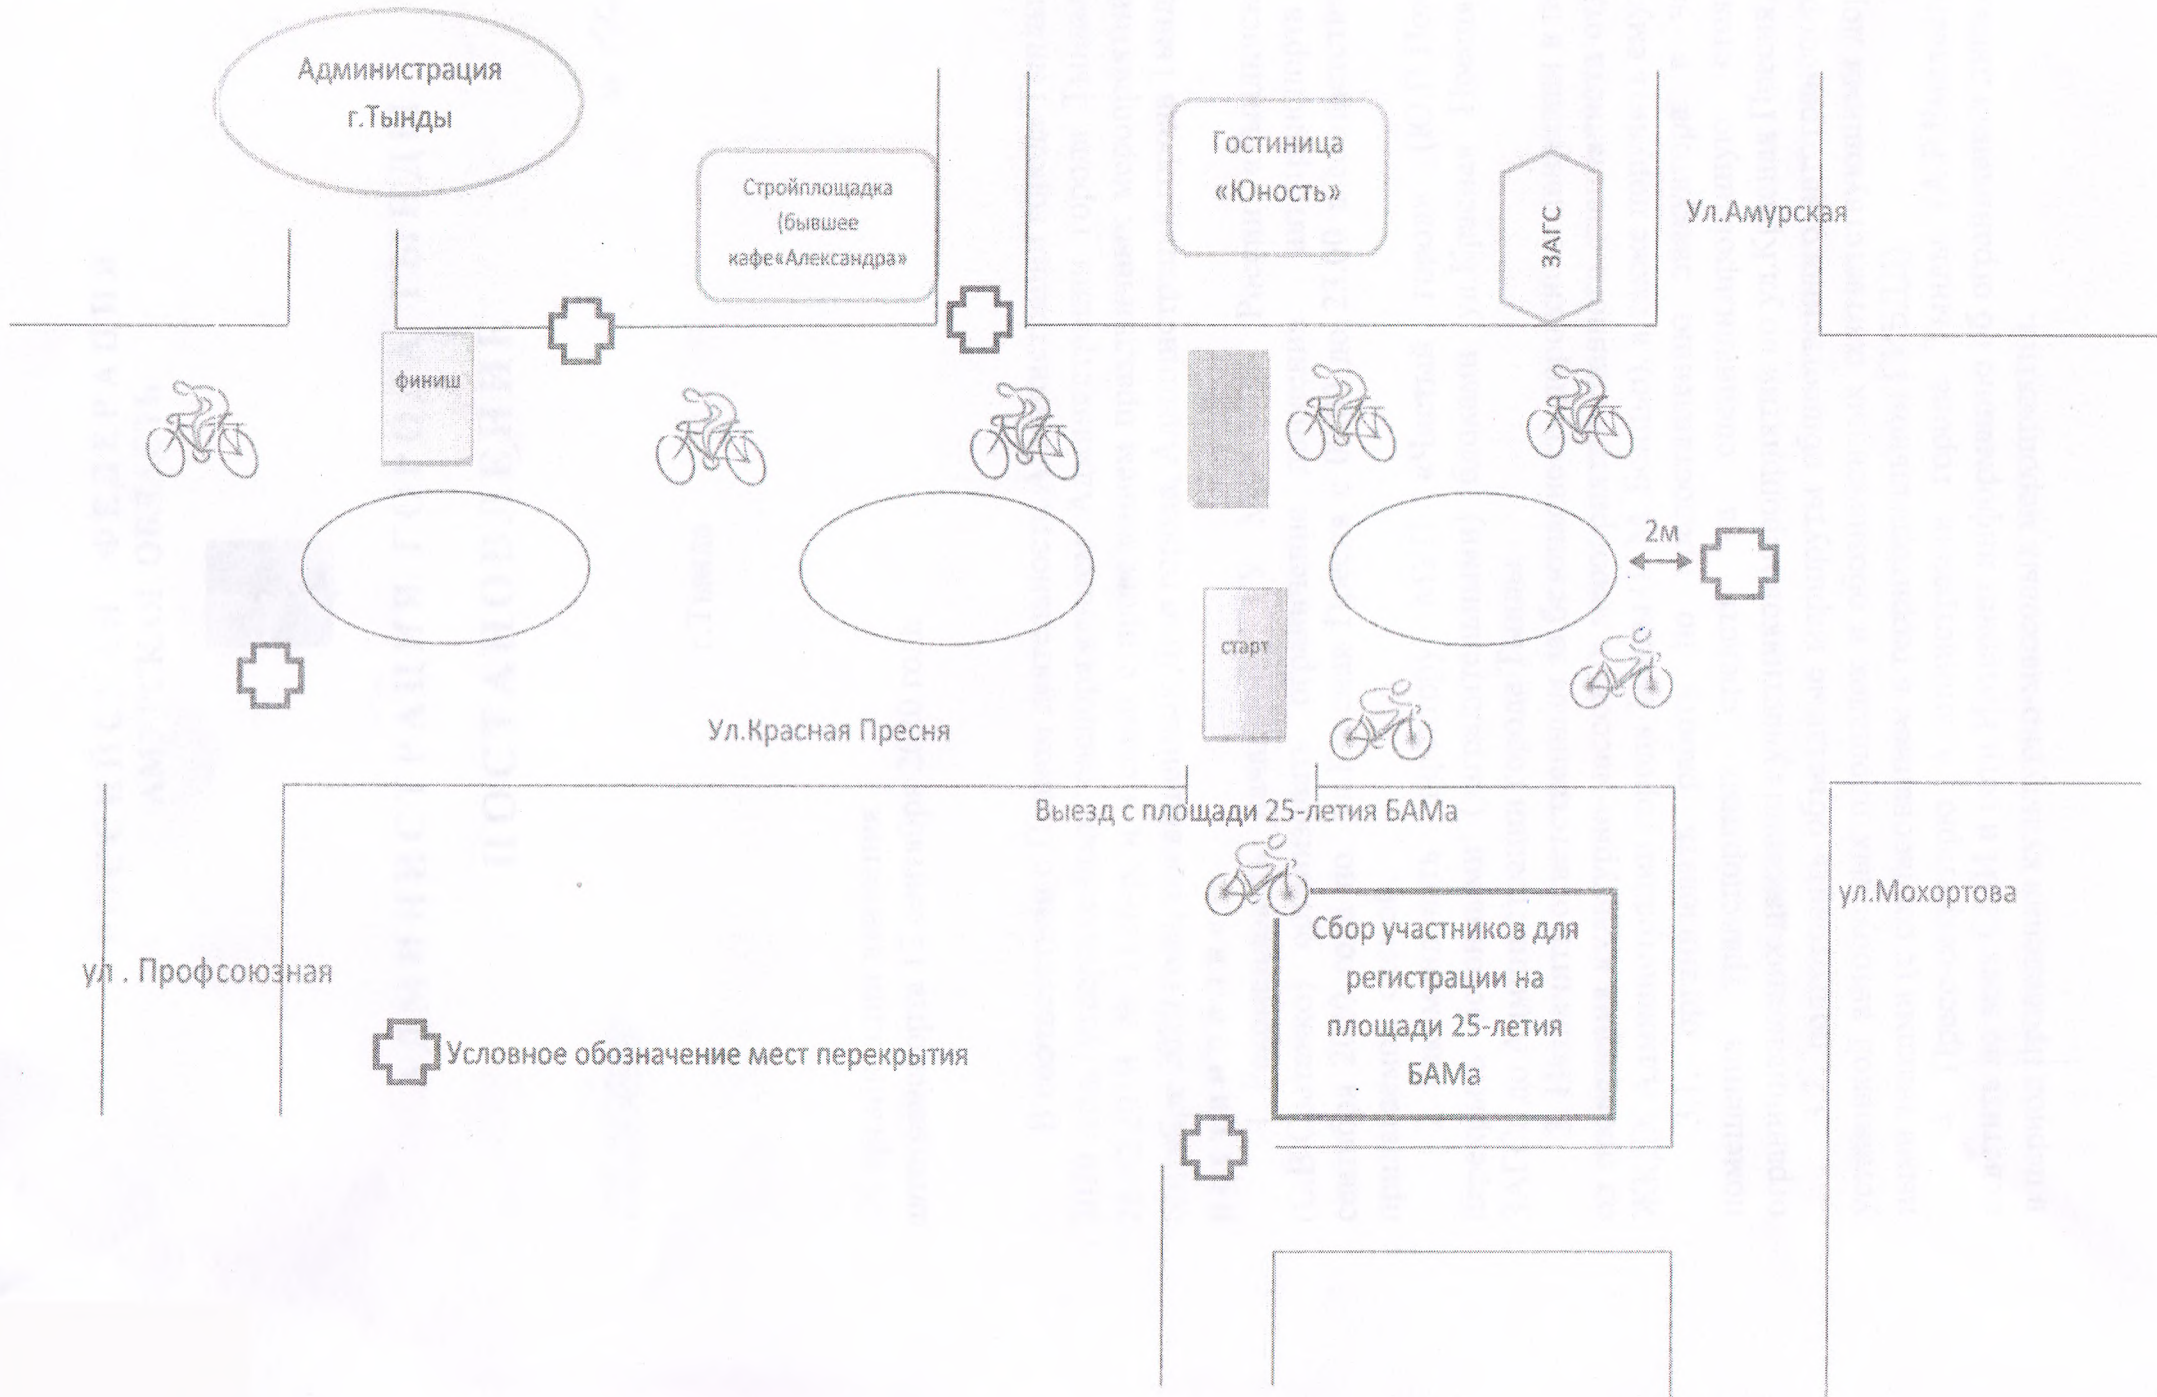 Администрация
г.Тынды
Стройплощадка
(бывшее
кафе«Александра»
Гостиница
«Юность»
ЗАГС
Ул.Амурская
финиш
2м
старт
Ул.Красная Пресня
Выезд с площади 25-летия БАМа
ул.Мохортова
Сбор участников для
регистрации на
площади 25-летия
БАМа
ул . Профсоюзная
Условное обозначение мест перекрытия